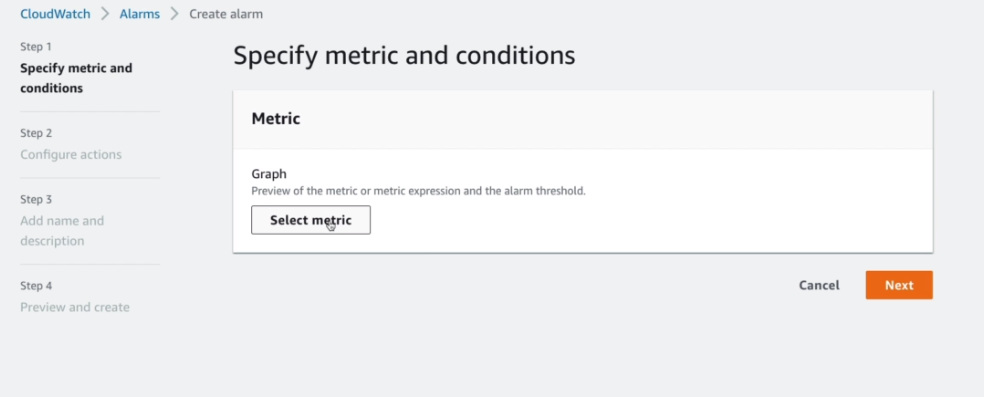 CloudWatch > Alarms > Create alarm
Step 1
Specify metric and
conditions
Step 2
Configure actions
Step 3
Add name and
description
Step 4
Preview and create
Specify metric and conditions
Metric
Graph
Preview of the metric or metric expression and the alarm threshold.
Select metric
Cancel
Next